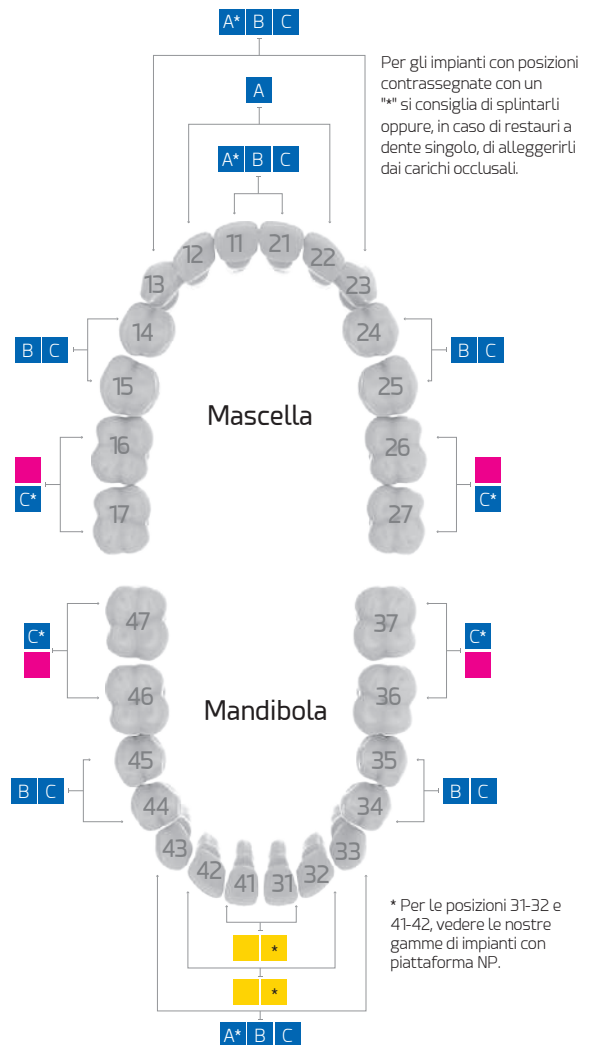 A* B C
Per gli impianti con posizioni
contrassegnate con un
"*" si consiglia di splintarli
oppure, in caso di restauri a
dente singolo, di alleggerirli
dai carichi occlusali.
A
A* B C
11 21
12 22
13 23
14 24
B C B C
15 25
Mascella
16 26
C* C*
17 27
47 37
C* C*
46 36
Mandibola
45 35
B C B C
44 34
43 33
42 32
41 31
* Per le posizioni 31-32 e
41-42, vedere le nostre
gamme di impianti con
piattaforma NP.
*
*
A* B C